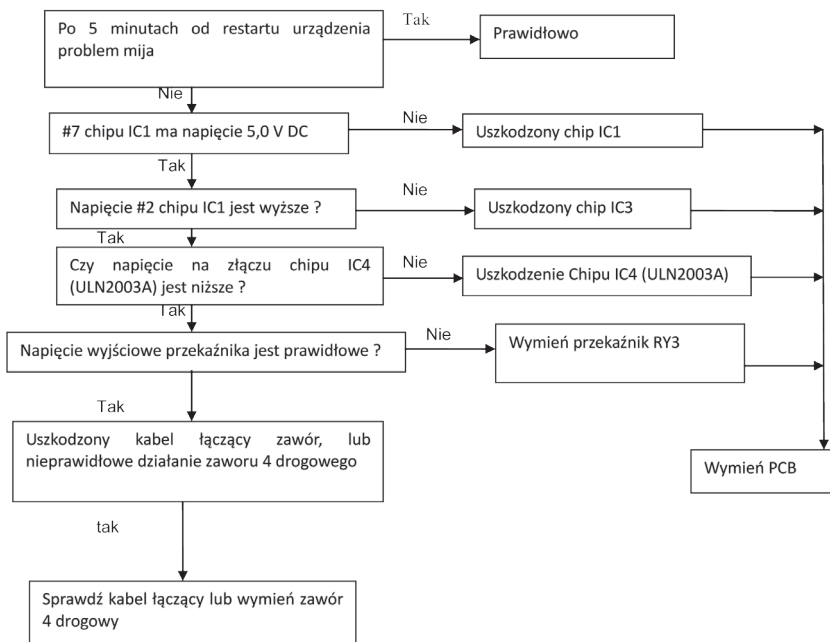 Po 5 minutach od restartu urządzenia
problem mija
Tak
Prawidłowo
Nie
#7 chipu IC1 ma napięcie 5,0 V DC
Nie
Uszkodzony chip IC1
Tak
Napięcie #2 chipu IC1 jest wyższe ?
Nie
Uszkodzony chip IC3
Tak
Czy napięcie na złączu chipu IC4
(ULN2003A) jest niższe ?
Nie
Uszkodzenie Chipu IC4 (ULN2003A)
Tak
Napięcie wyjściowe przekaźnika jest prawidłowe ?
Nie
Wymień przekaźnik RY3
Tak
Uszkodzony kabel łączący zawór, lub
nieprawidłowe działanie zaworu 4 drogowego
Wymień PCB
tak
Sprawdź kabel łączący lub wymień zawór
4 drogowy